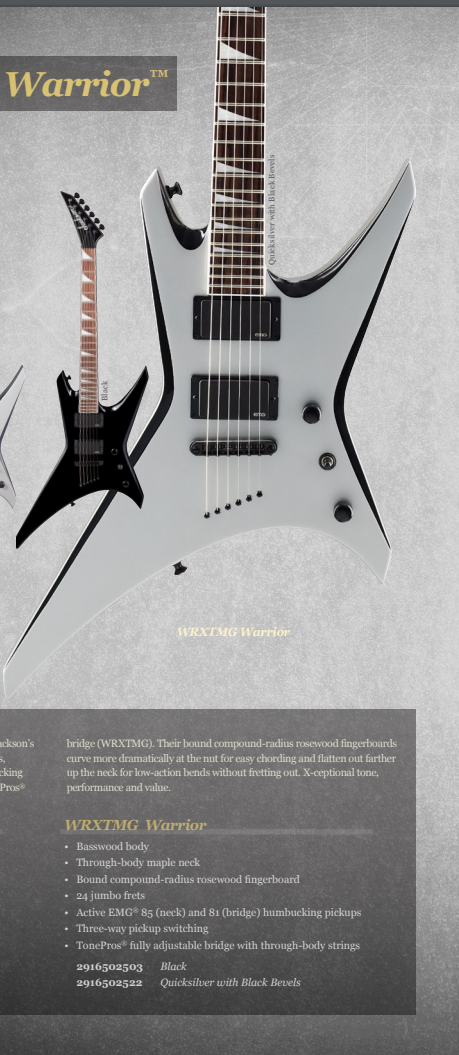 Warrior™
Quicksilver with Black Bevels
Black
emg
emg
WRXTMG Warrior
ackson's
s,
cking
Pros®
bridge (WRXTMG). Their bound compound-radius rosewood fingerboards
curve more dramatically at the nut for easy chording and flatten out farther
up the neck for low-action bends without fretting out. X-ceptional tone,
performance and value.
WRXTMG Warrior
• Basswood body
• Through-body maple neck
• Bound compound-radius rosewood fingerboard
• 24 jumbo frets
• Active EMG® 85 (neck) and 81 (bridge) humbucking pickups
• Three-way pickup switching
• TonePros® fully adjustable bridge with through-body strings
2916502503 Black
2916502522 Quicksilver with Black Bevels